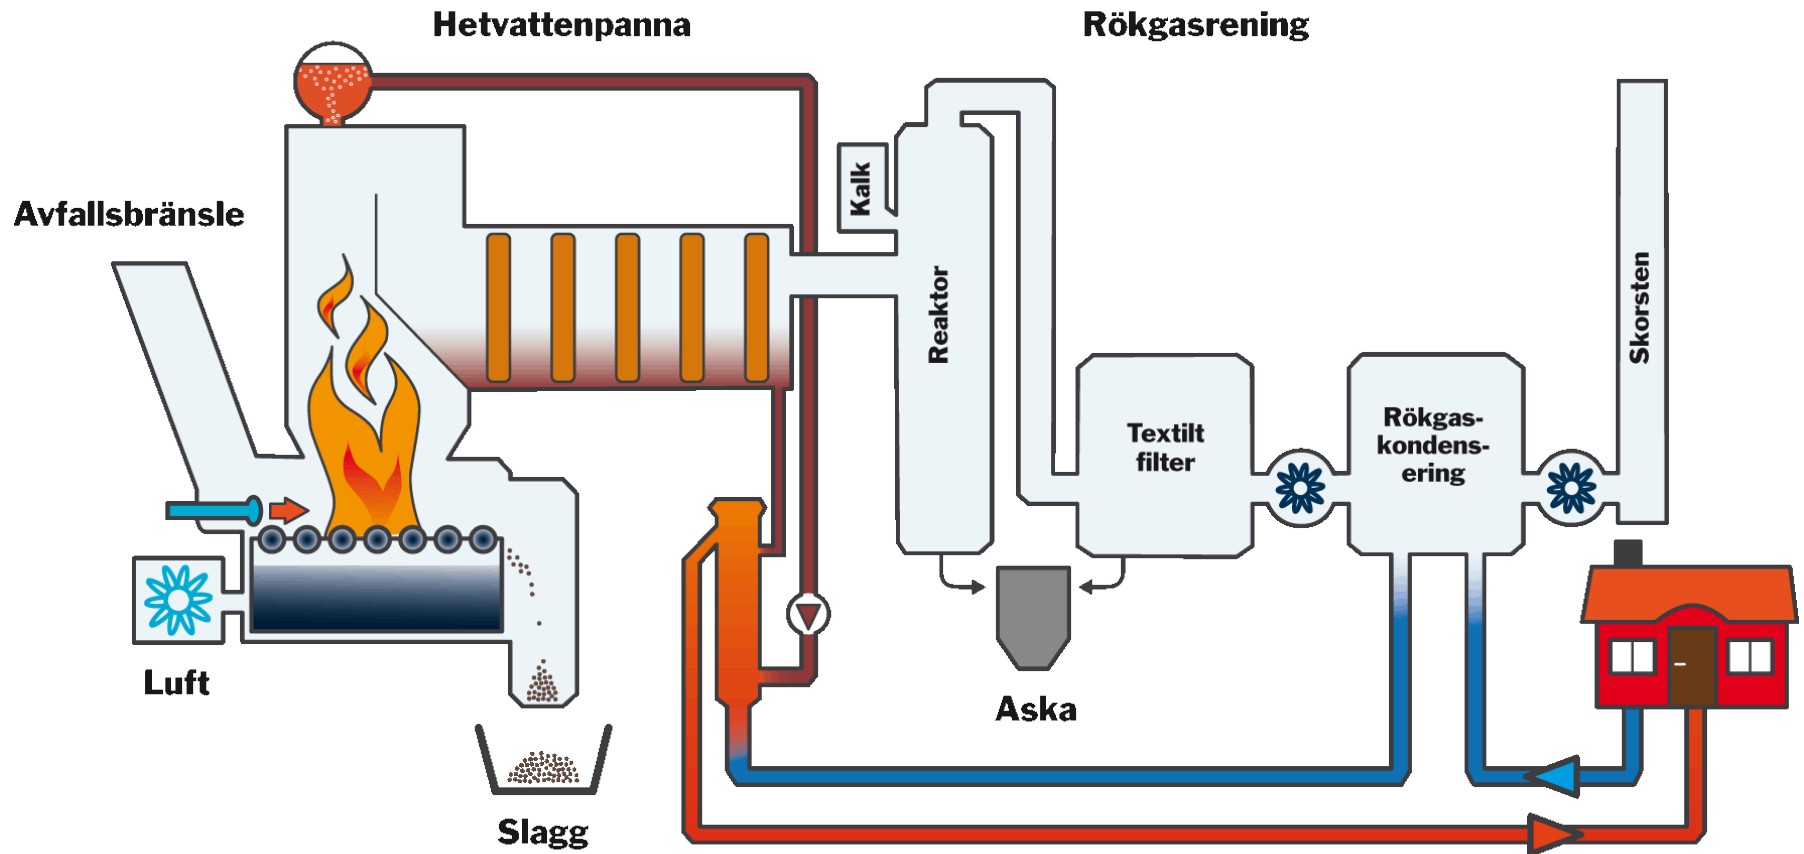 Hetvattenpanna
Rökgasrening
Avfallsbränsle
Kalk
Reaktor
Skorsten
Textilt
filter
Rökgas-
kondens-
ering
Luft
Aska
Slagg